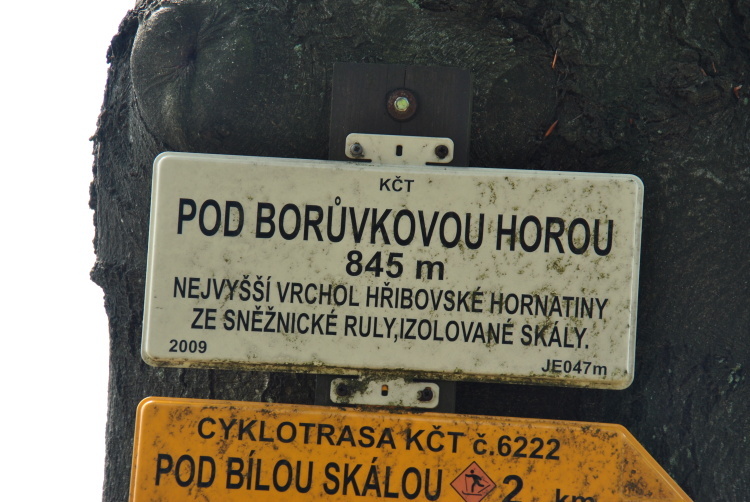 KČT
POD BORŮVKOVOU HOROU
845 m
NEJVYŠŠÍ VRCHOL HŘIBOVSKÉ HORNATINY
ZE SNĚŽNICKÉ RULY,IZOLOVANÉ SKÁLY.
2009 JE047m
CYKLOTRASA KČT č.6222
POD BÍLOU SKÁLOU 2 km